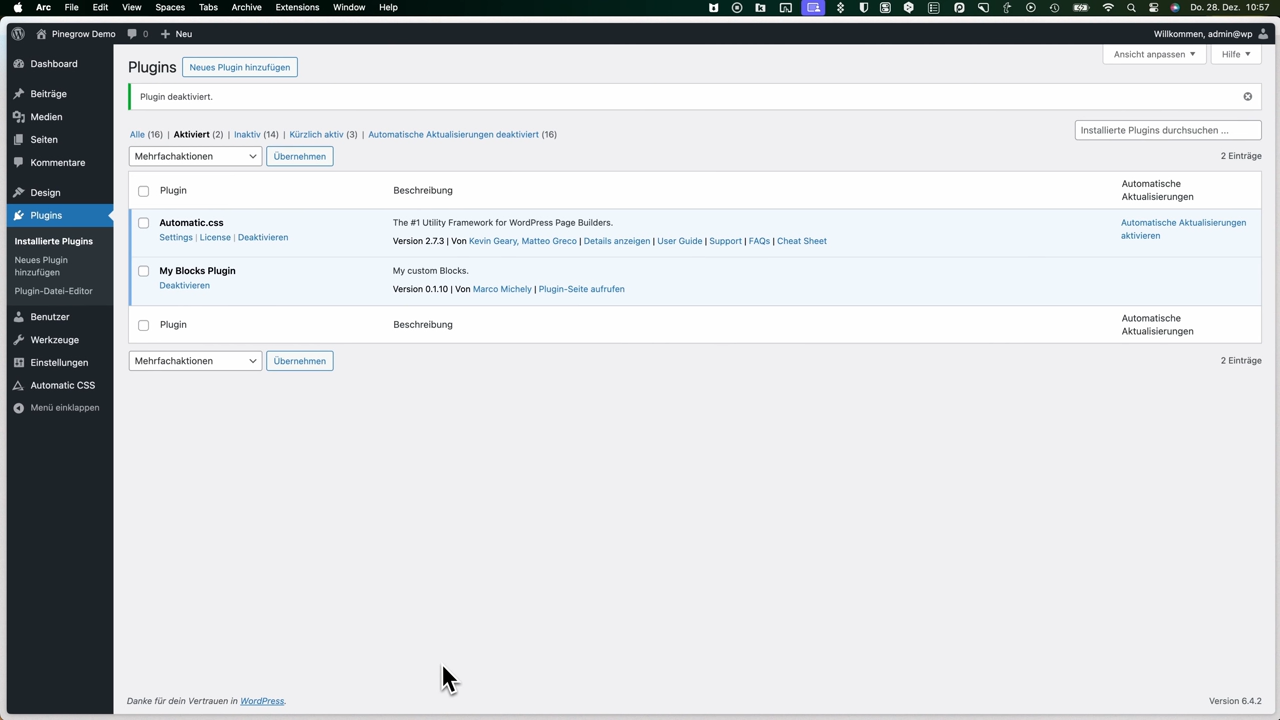 Arc File Edit View Spaces Tabs Archive Extensions Window Help Do. 28. Dez. 10:57
Pinegrow Demo 0 Neu Willkommen, admin@wp
Dashboard
Beiträge
Medien
Seiten
Kommentare
Design
Plugins
Installierte Plugins
Neues Plugin
hinzufügen
Plugin-Datei-Editor
Benutzer
Werkzeuge
Einstellungen
Automatic CSS
Menü einklappen
Ansicht anpassen Hilfe
Plugins Neues Plugin hinzufügen
Plugin deaktiviert.
Alle (16) | Aktiviert (2) | Inaktiv (14) | Kürzlich aktiv (3) | Automatische Aktualisierungen deaktiviert (16)
Installierte Plugins durchsuchen ...
Mehrfachaktionen Übernehmen 2 Einträge
Plugin Beschreibung Automatische
Aktualisierungen
Automatic.css The #1 Utility Framework for WordPress Page Builders. Automatische Aktualisierungen
aktivieren
Settings | License | Deaktivieren Version 2.7.3 | Von Kevin Geary, Matteo Greco | Details anzeigen | User Guide | Support | FAQs | Cheat Sheet
My Blocks Plugin My custom Blocks.
Deaktivieren Version 0.1.10 | Von Marco Michely | Plugin-Seite aufrufen
Plugin Beschreibung Automatische
Aktualisierungen
Mehrfachaktionen Übernehmen 2 Einträge
Danke für dein Vertrauen in WordPress. Version 6.4.2